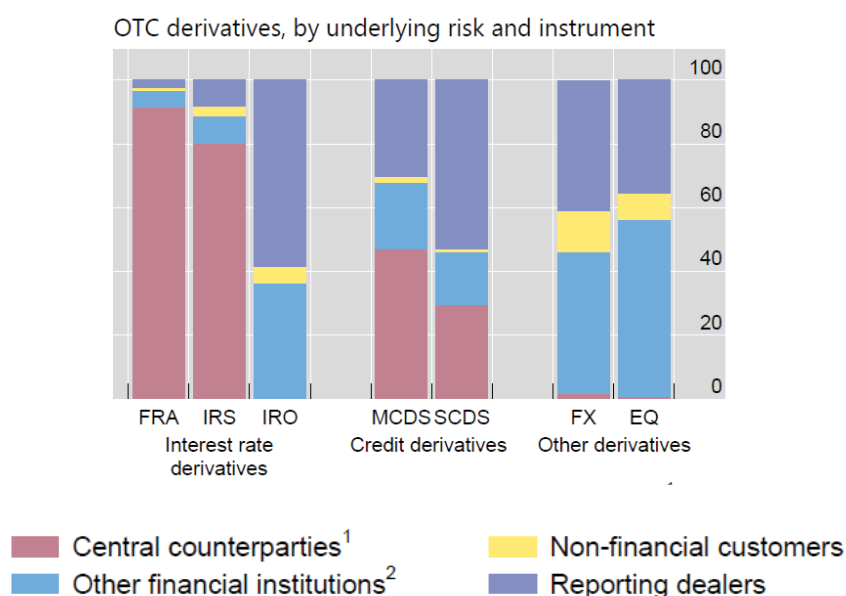 OTC derivatives, by underlying risk and instrument
100
80
60
40
20
0
FRA IRS IRO MCDS SCDS FX EQ
Interest rate derivatives Credit derivatives Other derivatives
Central counterparties¹ Non-financial customers
Other financial institutions² Reporting dealers